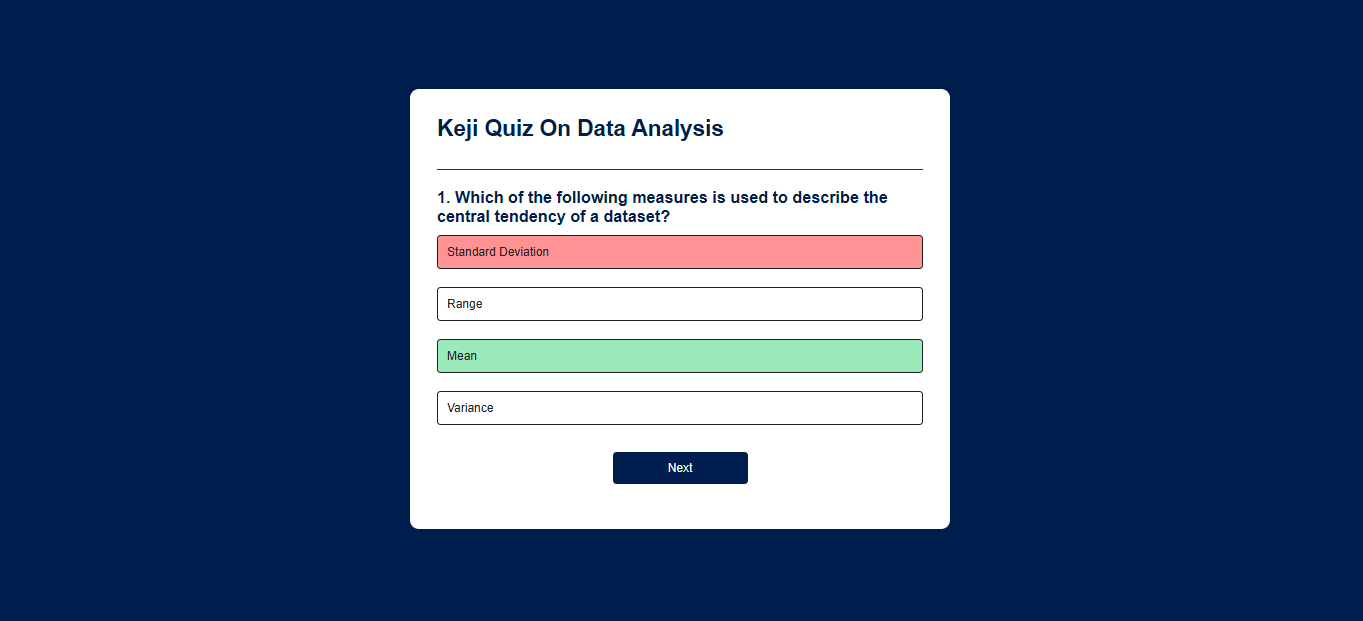 Keji Quiz On Data Analysis
1. Which of the following measures is used to describe the
central tendency of a dataset?
Standard Deviation
Range
Mean
Variance
Next